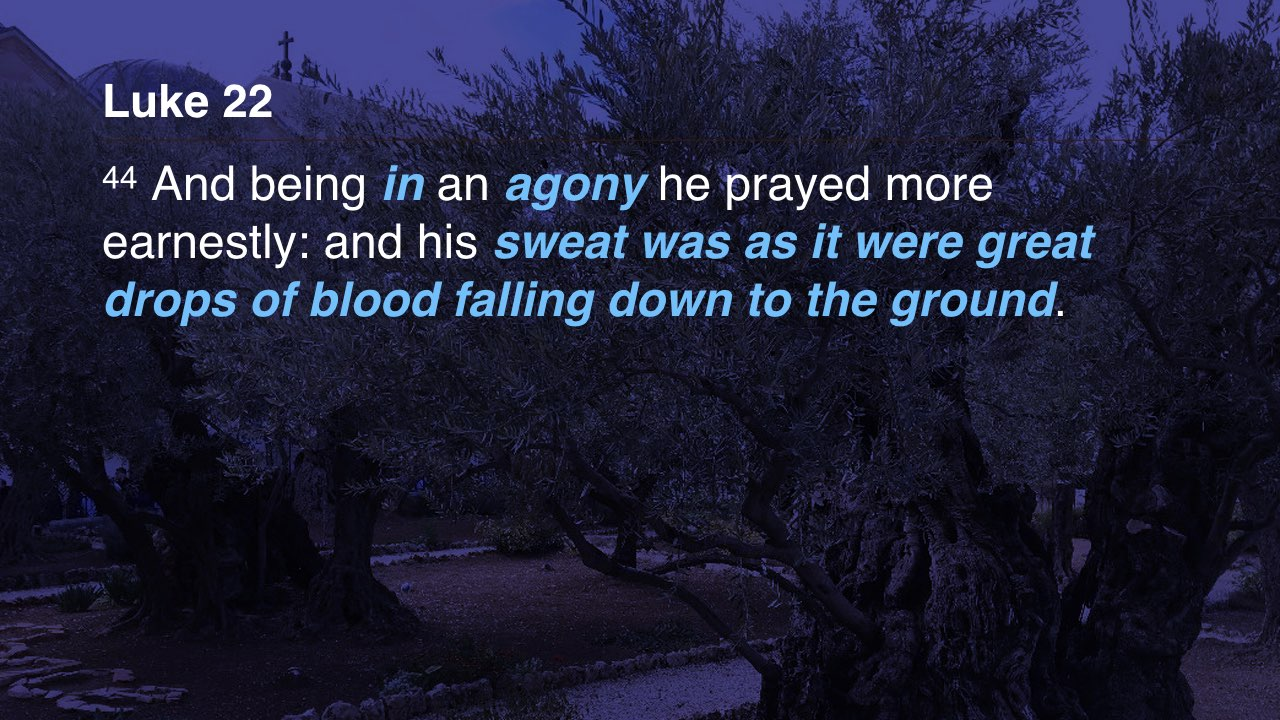 Luke 22
44 And being in an agony he prayed more
earnestly: and his sweat was as it were great
drops of blood falling down to the ground.